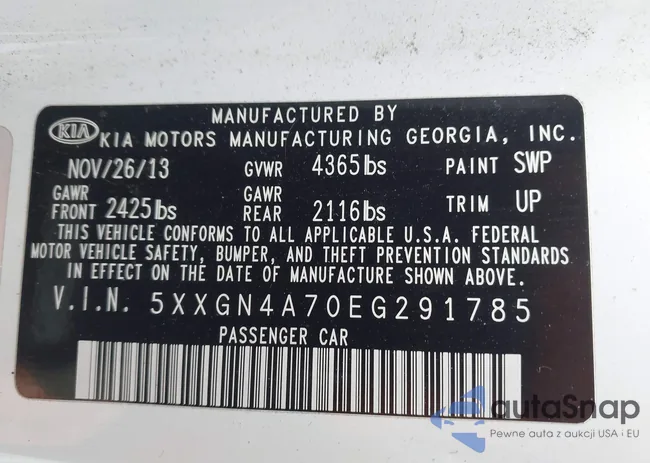 MANUFACTURED BY
KIA KIA MOTORS MANUFACTURING GEORGIA, INC.
NOV/26/13 GVWR 4365lbs PAINT SWP
GAWR FRONT 2425lbs GAWR REAR 2116lbs TRIM UP
THIS VEHICLE CONFORMS TO ALL APPLICABLE U.S.A. FEDERAL
MOTOR VEHICLE SAFETY, BUMPER, AND THEFT PREVENTION STANDARDS
IN EFFECT ON THE DATE OF MANUFACTURE SHOWN ABOVE.
V.I.N. 5XXGN4A70EG291785
PASSENGER CAR
autaSnap
Pewne auta z aukcji USA i EU